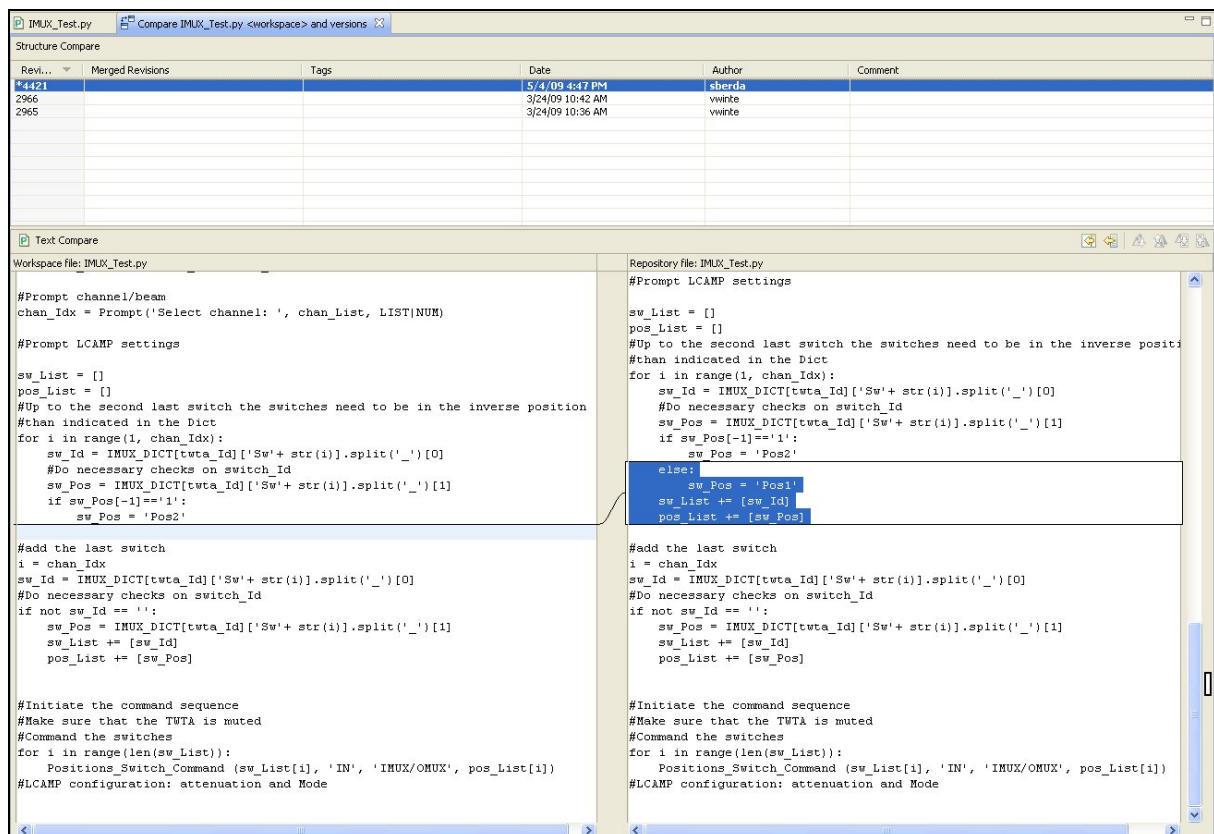 IMUX_Test.py
Compare IMUX_Test.py <workspace> and versions
Structure Compare
Revi... Merged Revisions Tags Date Author Comment
*4421 5/4/09 4:47 PM sberda
2966 3/24/09 10:42 AM vwinte
2965 3/24/09 10:36 AM vwinte
Text Compare
Workspace file: IMUX_Test.py
#Prompt channel/beam
chan_Idx = Prompt('Select channel: ', chan_List, LIST|NUM)
#Prompt LCAMP settings
sw_List = []
pos_List = []
#Up to the second last switch the switches need to be in the inverse position
#than indicated in the Dict
for i in range(1, chan_Idx):
    sw_Id = IMUX_DICT[twta_Id]['Sw'+ str(i)].split('_')[0]
    #Do necessary checks on switch_Id
    sw_Pos = IMUX_DICT[twta_Id]['Sw'+ str(i)].split('_')[1]
    if sw_Pos[-1]=='1':
        sw_Pos = 'Pos2'
#add the last switch
i = chan_Idx
sw_Id = IMUX_DICT[twta_Id]['Sw'+ str(i)].split('_')[0]
#Do necessary checks on switch_Id
if not sw_Id == '':
    sw_Pos = IMUX_DICT[twta_Id]['Sw'+ str(i)].split('_')[1]
    sw_List += [sw_Id]
    pos_List += [sw_Pos]
#Initiate the command sequence
#Make sure that the TWTA is muted
#Command the switches
for i in range(len(sw_List)):
    Positions_Switch_Command (sw_List[i], 'IN', 'IMUX/OMUX', pos_List[i])
#LCAMP configuration: attenuation and Mode
Repository file: IMUX_Test.py
#Prompt LCAMP settings
sw_List = []
pos_List = []
#Up to the second last switch the switches need to be in the inverse positi
#than indicated in the Dict
for i in range(1, chan_Idx):
    sw_Id = IMUX_DICT[twta_Id]['Sw'+ str(i)].split('_')[0]
    #Do necessary checks on switch_Id
    sw_Pos = IMUX_DICT[twta_Id]['Sw'+ str(i)].split('_')[1]
    if sw_Pos[-1]=='1':
        sw_Pos = 'Pos2'
    else:
        sw_Pos = 'Pos1'
    sw_List += [sw_Id]
    pos_List += [sw_Pos]
#add the last switch
i = chan_Idx
sw_Id = IMUX_DICT[twta_Id]['Sw'+ str(i)].split('_')[0]
#Do necessary checks on switch_Id
if not sw_Id == '':
    sw_Pos = IMUX_DICT[twta_Id]['Sw'+ str(i)].split('_')[1]
    sw_List += [sw_Id]
    pos_List += [sw_Pos]
#Initiate the command sequence
#Make sure that the TWTA is muted
#Command the switches
for i in range(len(sw_List)):
    Positions_Switch_Command (sw_List[i], 'IN', 'IMUX/OMUX', pos_List[i])
#LCAMP configuration: attenuation and Mode